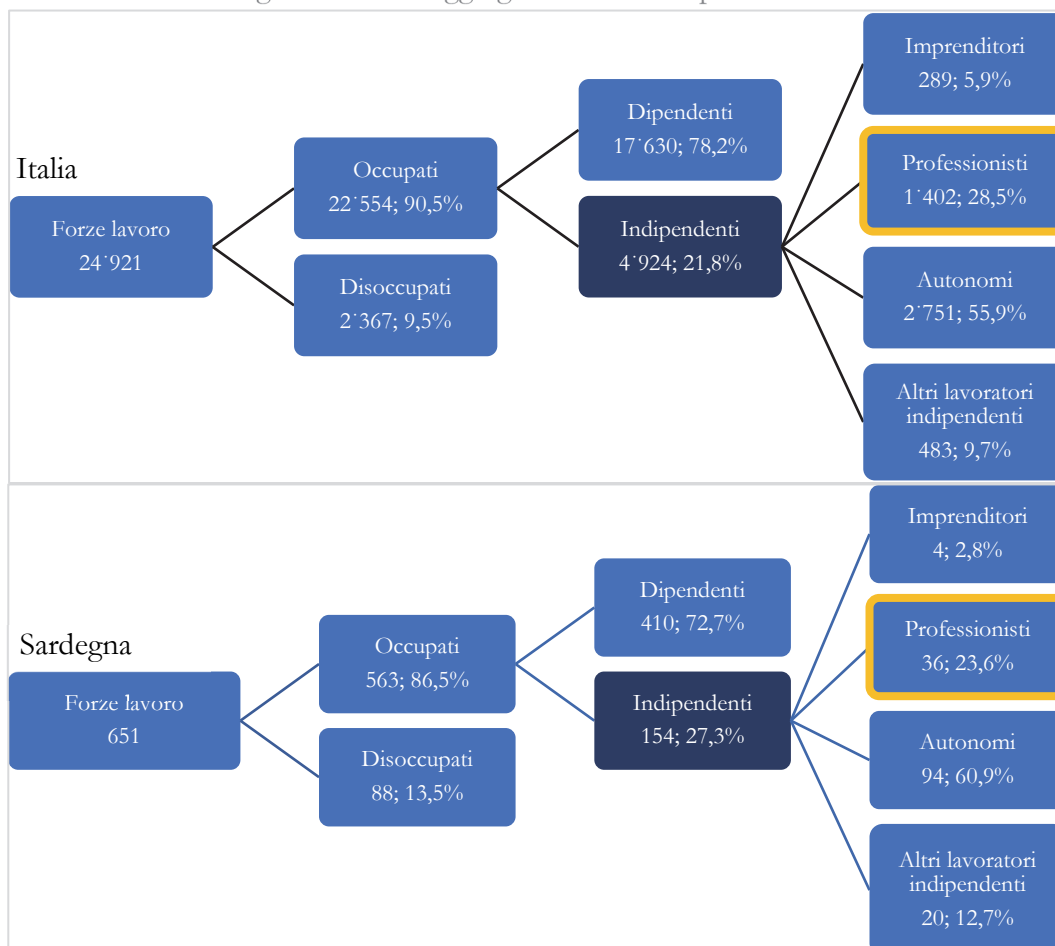 Italia
Forze lavoro
24˙921
Occupati
22˙554; 90,5%
Disoccupati
2˙367; 9,5%
Dipendenti
17˙630; 78,2%
Indipendenti
4˙924; 21,8%
Imprenditori
289; 5,9%
Professionisti
1˙402; 28,5%
Autonomi
2˙751; 55,9%
Altri lavoratori
indipendenti
483; 9,7%
Sardegna
Forze lavoro
651
Occupati
563; 86,5%
Disoccupati
88; 13,5%
Dipendenti
410; 72,7%
Indipendenti
154; 27,3%
Imprenditori
4; 2,8%
Professionisti
36; 23,6%
Autonomi
94; 60,9%
Altri lavoratori
indipendenti
20; 12,7%